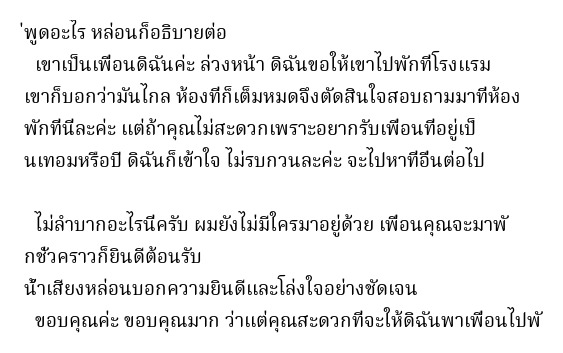 ่พูดอะไร หล่อนก็อธิบายต่อ
เขาเป็นเพื่อนดิฉันค่ะ ล่วงหน้า ดิฉันขอให้เขาไปพักที่โรงแรม
เขาก็บอกว่ามันไกล ห้องที่ก็เต็มหมดจึงตัดสินใจสอบถามมาที่ห้อง
พักที่นี่ละค่ะ แต่ถ้าคุณไม่สะดวกเพราะอยากรับเพื่อนที่อยู่เป็
นเทอมหรือปี ดิฉันก็เข้าใจ ไม่รบกวนละค่ะ จะไปหาที่อื่นต่อไป
ไม่ลำบากอะไรนี่ครับ ผมยังไม่มีใครมาอยู่ด้วย เพื่อนคุณจะมาพั
กชั่วคราวก็ยินดีต้อนรับ
น้ำเสียงหล่อนบอกความยินดีและโล่งใจอย่างชัดเจน
ขอบคุณค่ะ ขอบคุณมาก ว่าแต่คุณสะดวกที่จะให้ดิฉันพาเพื่อนไปพั